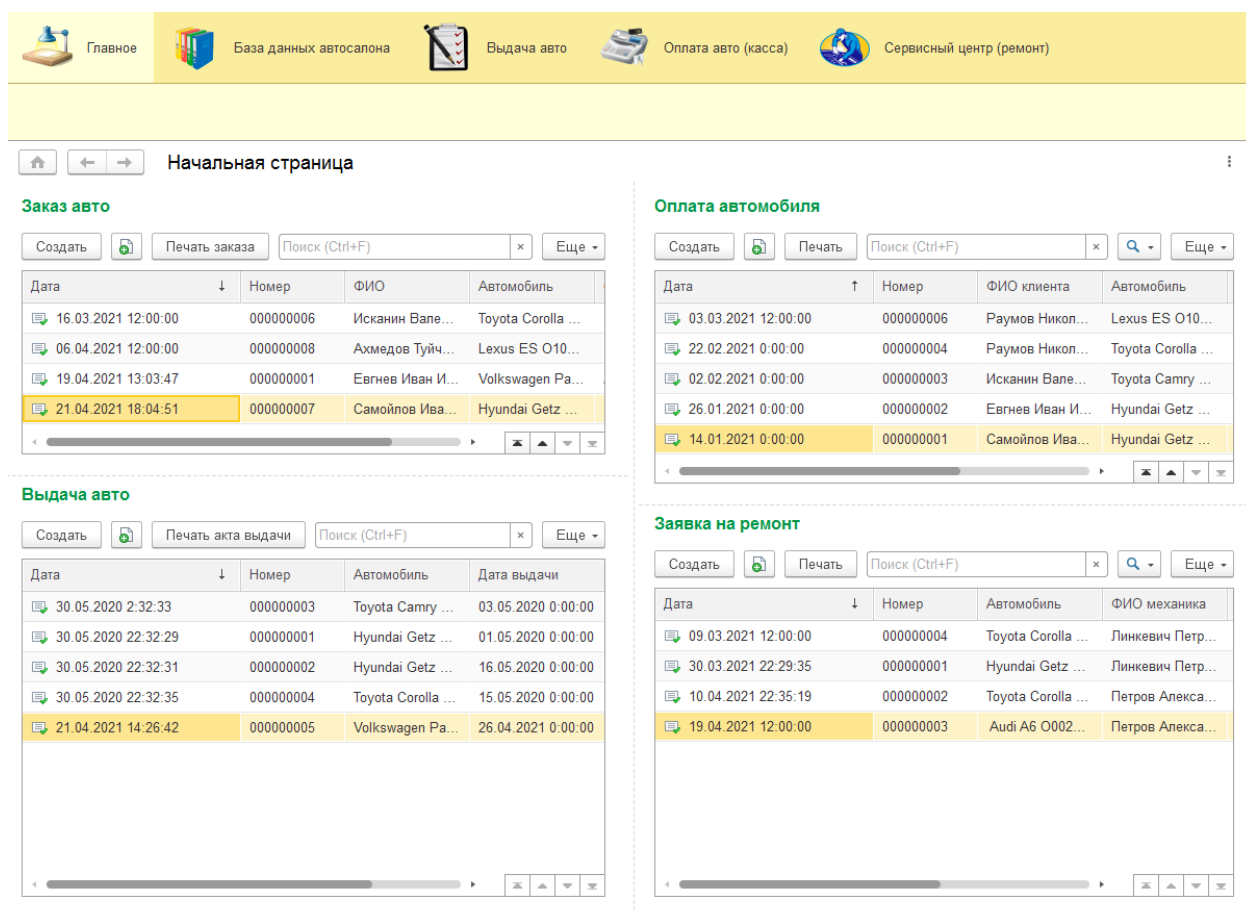 Главное База данных автосалона Выдача авто Оплата авто (касса) Сервисный центр (ремонт)
Начальная страница
Заказ авто
Создать Печать заказа Поиск (Ctrl+F) × Еще
Дата ↓ Номер ФИО Автомобиль
16.03.2021 12:00:00 000000006 Исканин Вале... Toyota Corolla ...
06.04.2021 12:00:00 000000008 Ахмедов Туйч... Lexus ES О10...
19.04.2021 13:03:47 000000001 Евгнев Иван И... Volkswagen Pa...
21.04.2021 18:04:51 000000007 Самойлов Ива... Hyundai Getz ...
Выдача авто
Создать Печать акта выдачи Поиск (Ctrl+F) × Еще
Дата ↓ Номер Автомобиль Дата выдачи
30.05.2020 2:32:33 000000003 Toyota Camry ... 03.05.2020 0:00:00
30.05.2020 22:32:29 000000001 Hyundai Getz ... 01.05.2020 0:00:00
30.05.2020 22:32:31 000000002 Hyundai Getz ... 16.05.2020 0:00:00
30.05.2020 22:32:35 000000004 Toyota Corolla ... 15.05.2020 0:00:00
21.04.2021 14:26:42 000000005 Volkswagen Pa... 26.04.2021 0:00:00
Оплата автомобиля
Создать Печать Поиск (Ctrl+F) × Еще
Дата ↑ Номер ФИО клиента Автомобиль
03.03.2021 12:00:00 000000006 Раумов Никол... Lexus ES О10...
22.02.2021 0:00:00 000000004 Раумов Никол... Toyota Corolla ...
02.02.2021 0:00:00 000000003 Исканин Вале... Toyota Camry ...
26.01.2021 0:00:00 000000002 Евгнев Иван И... Hyundai Getz ...
14.01.2021 0:00:00 000000001 Самойлов Ива... Hyundai Getz ...
Заявка на ремонт
Создать Печать Поиск (Ctrl+F) × Еще
Дата ↓ Номер Автомобиль ФИО механика
09.03.2021 12:00:00 000000004 Toyota Corolla ... Линкевич Петр...
30.03.2021 22:29:35 000000001 Hyundai Getz ... Линкевич Петр...
10.04.2021 22:35:19 000000002 Toyota Corolla ... Петров Алекса...
19.04.2021 12:00:00 000000003 Audi A6 О002... Петров Алекса...